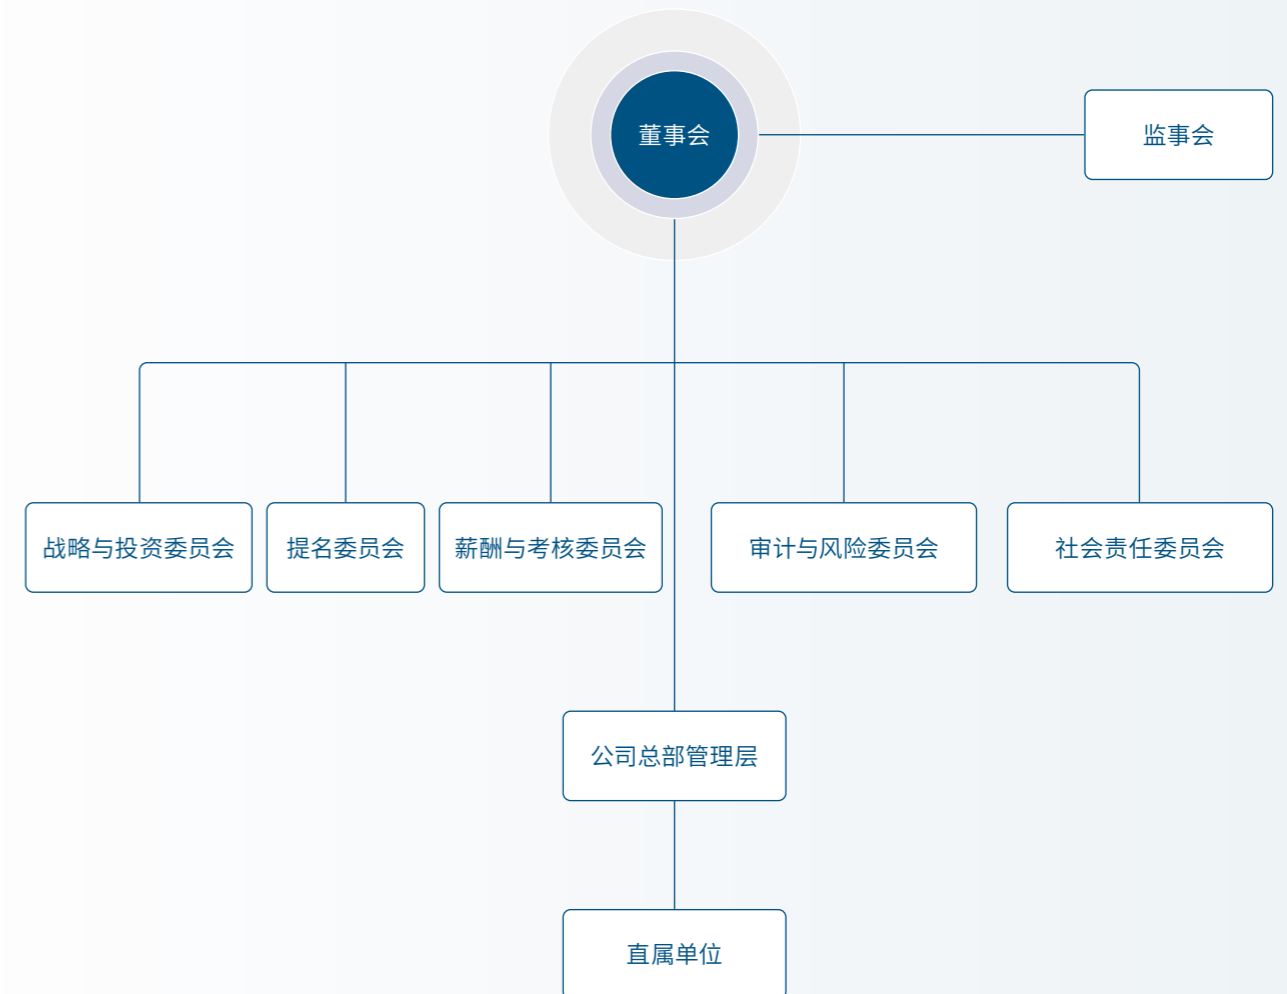 董事会
监事会
战略与投资委员会
提名委员会
薪酬与考核委员会
审计与风险委员会
社会责任委员会
公司总部管理层
直属单位